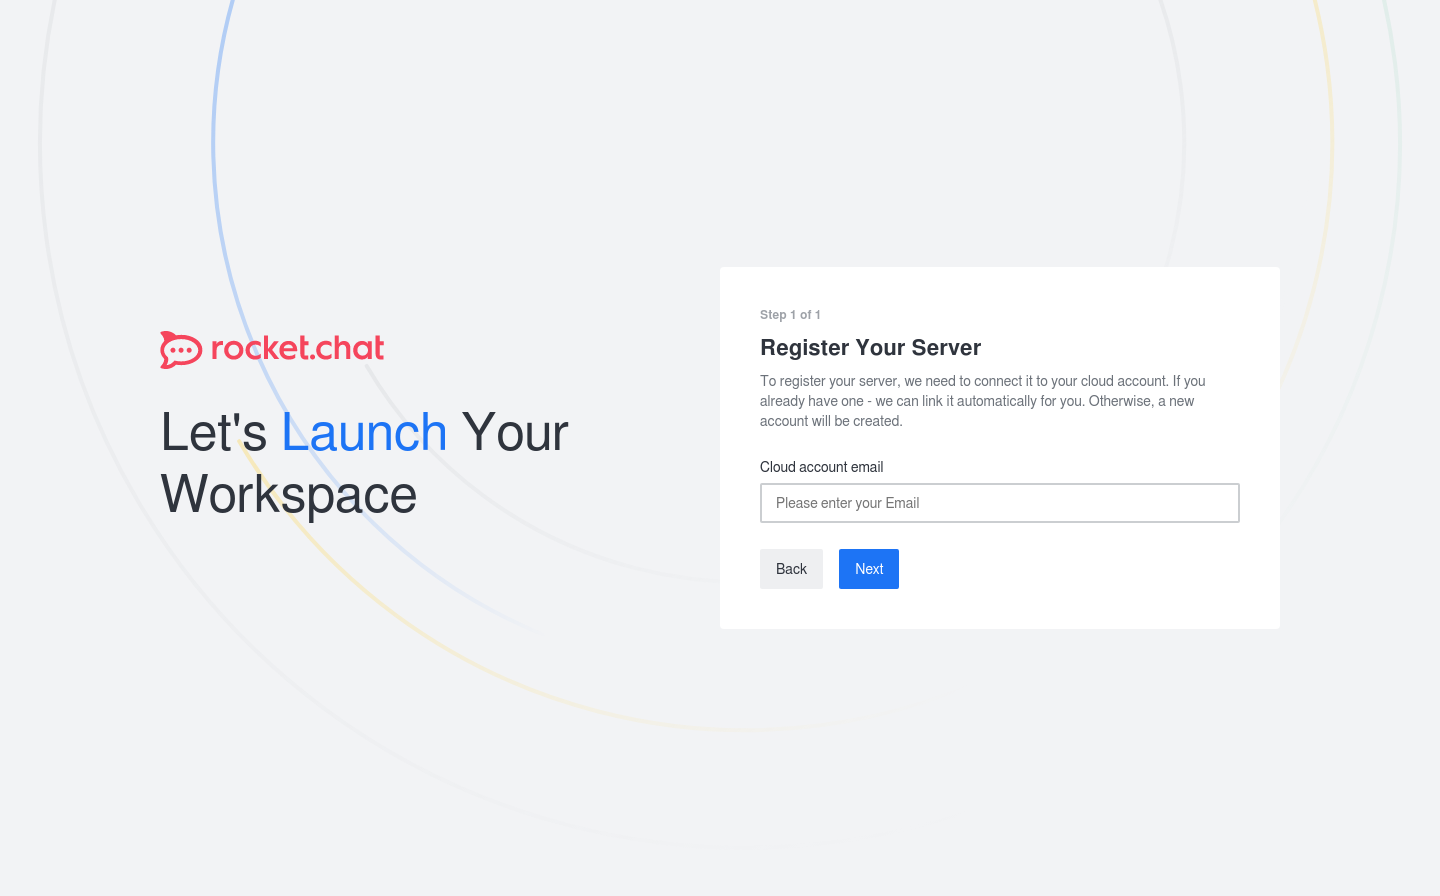 rocket.chat
Let's Launch Your
Workspace
Step 1 of 1
Register Your Server
To register your server, we need to connect it to your cloud account. If you
already have one - we can link it automatically for you. Otherwise, a new
account will be created.
Cloud account email
Please enter your Email
Back
Next